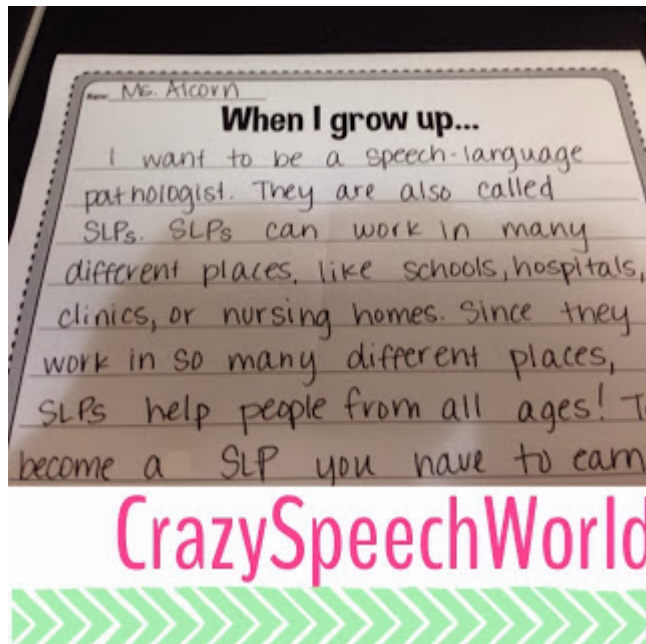 Name: Ms. Alcorn
When I grow up...
I want to be a speech-language
pathologist. They are also called
SLPs. SLPs can work in many
different places, like schools, hospitals,
clinics, or nursing homes. Since they
work in so many different places,
SLPs help people from all ages! T
become a SLP you have to earn
CrazySpeechWorld